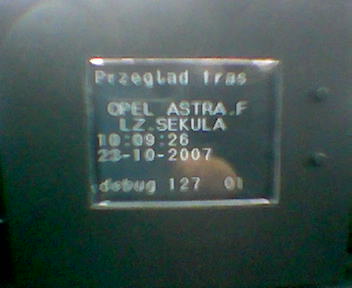 Przeglad tras
OPEL ASTRA.F
LZ.SEKULA
10:09:26
23-10-2007
debug 127 01